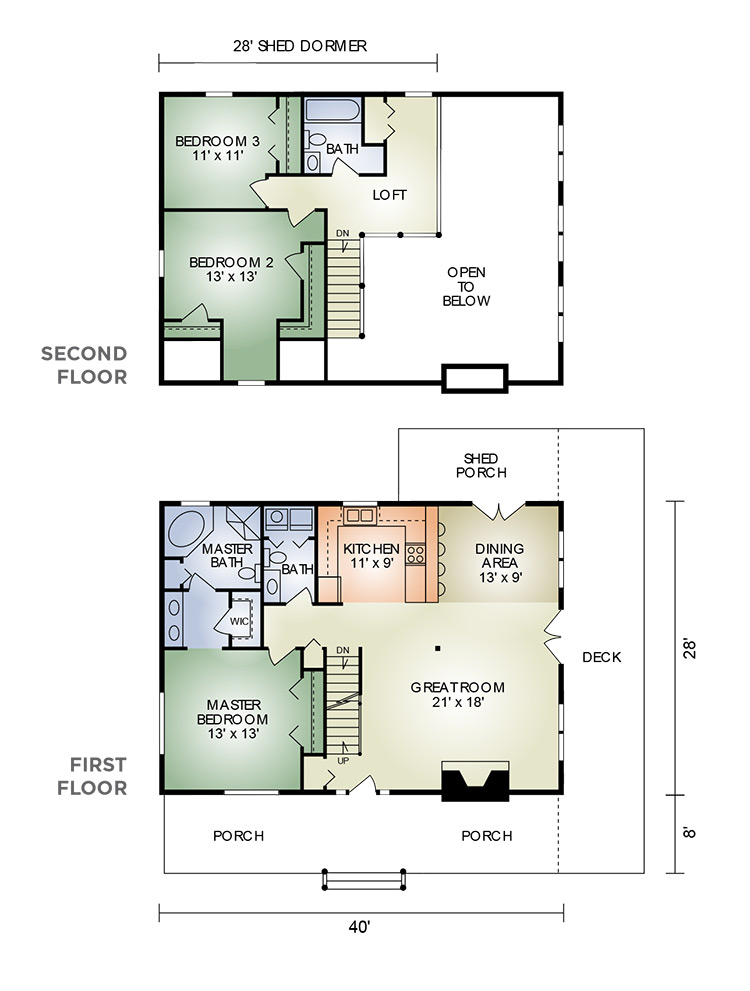 28' SHED DORMER
BEDROOM 3
11' x 11'
BATH
LOFT
DN
BEDROOM 2
13' x 13'
OPEN
TO
BELOW
SECOND
FLOOR
SHED
PORCH
MASTER
BATH
BATH
KITCHEN
11' x 9'
DINING
AREA
13' x 9'
WIC
DN
DECK
28'
GREATROOM
21' x 18'
MASTER
BEDROOM
13' x 13'
UP
FIRST
FLOOR
PORCH
PORCH
8'
40'